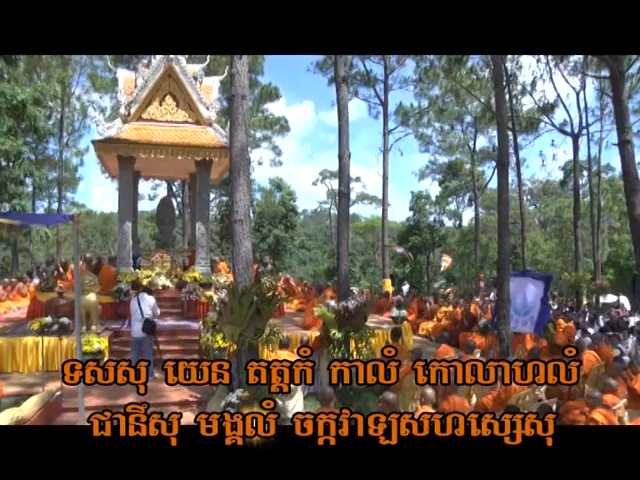 ទសសុ យេន តត្តកំ កាលំ កោលាហលំ
ជានីសុ មង្គលំ ចក្កវាឡសហស្សេសុ